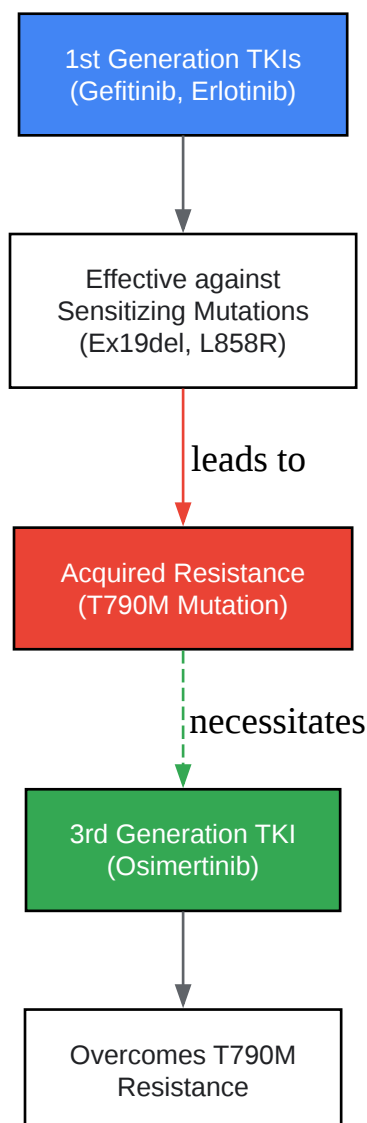 1st Generation TKIs
(Gefitinib, Erlotinib)
Effective against
Sensitizing Mutations
(Ex19del, L858R)
leads to
Acquired Resistance
(T790M Mutation)
necessitates
3rd Generation TKI
(Osimertinib)
Overcomes T790M
Resistance